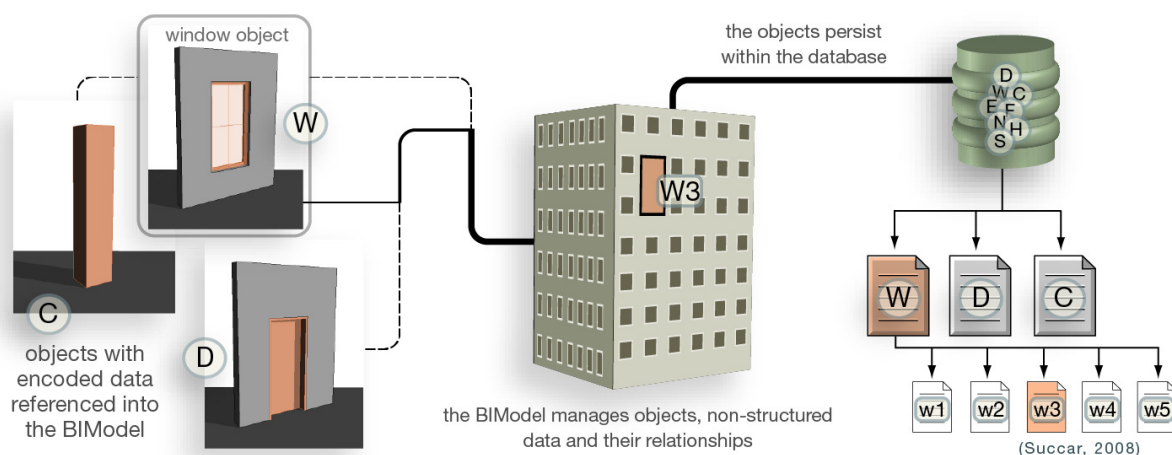 window object
W
C
objects with
encoded data
referenced into
the BIModel
D
W3
the BIModel manages objects, non-structured
data and their relationships
the objects persist
within the database
D
W C
E F
N H
S
W D C
w1 w2 w3 w4 w5
(Succar, 2008)